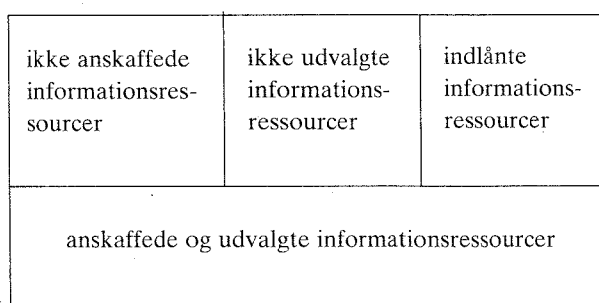 ikke anskaffede
informationsres-
sourcer
ikke udvalgte
informations-
ressourcer
indlånte
informations-
ressourcer
anskaffede og udvalgte informationsressourcer